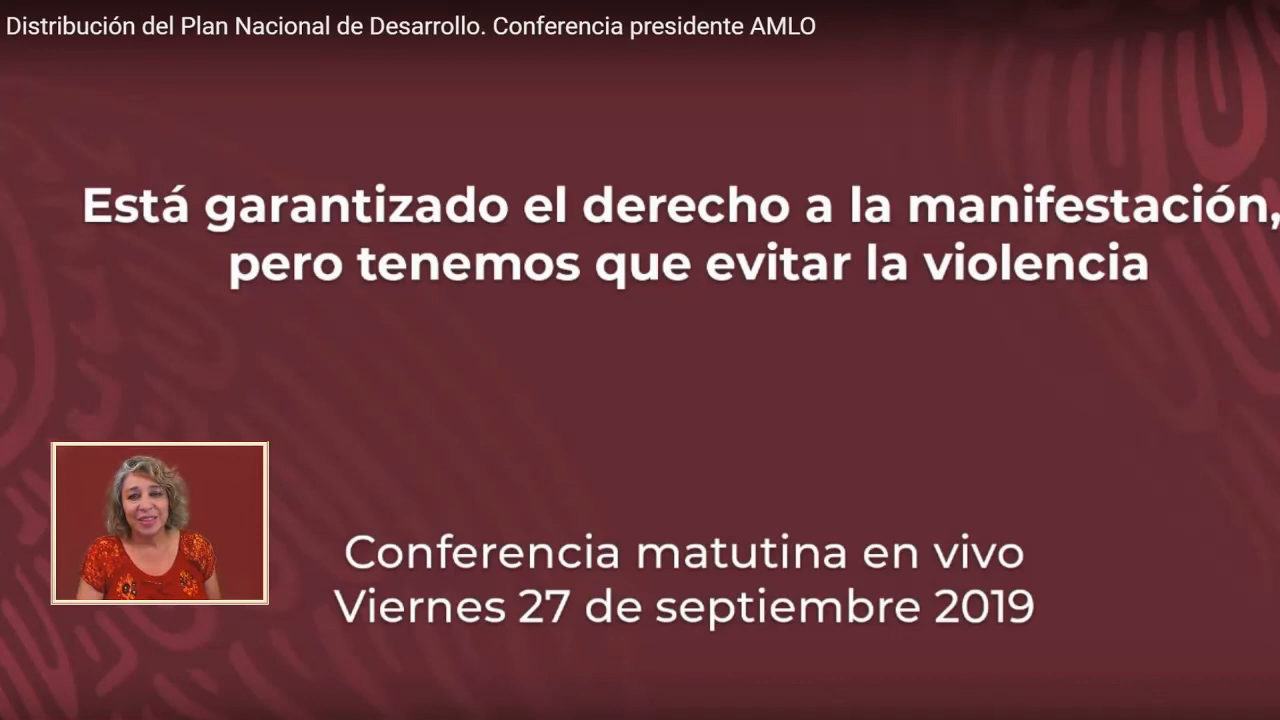 Distribución del Plan Nacional de Desarrollo. Conferencia presidente AMLO
Está garantizado el derecho a la manifestación,
pero tenemos que evitar la violencia
Conferencia matutina en vivo
Viernes 27 de septiembre 2019